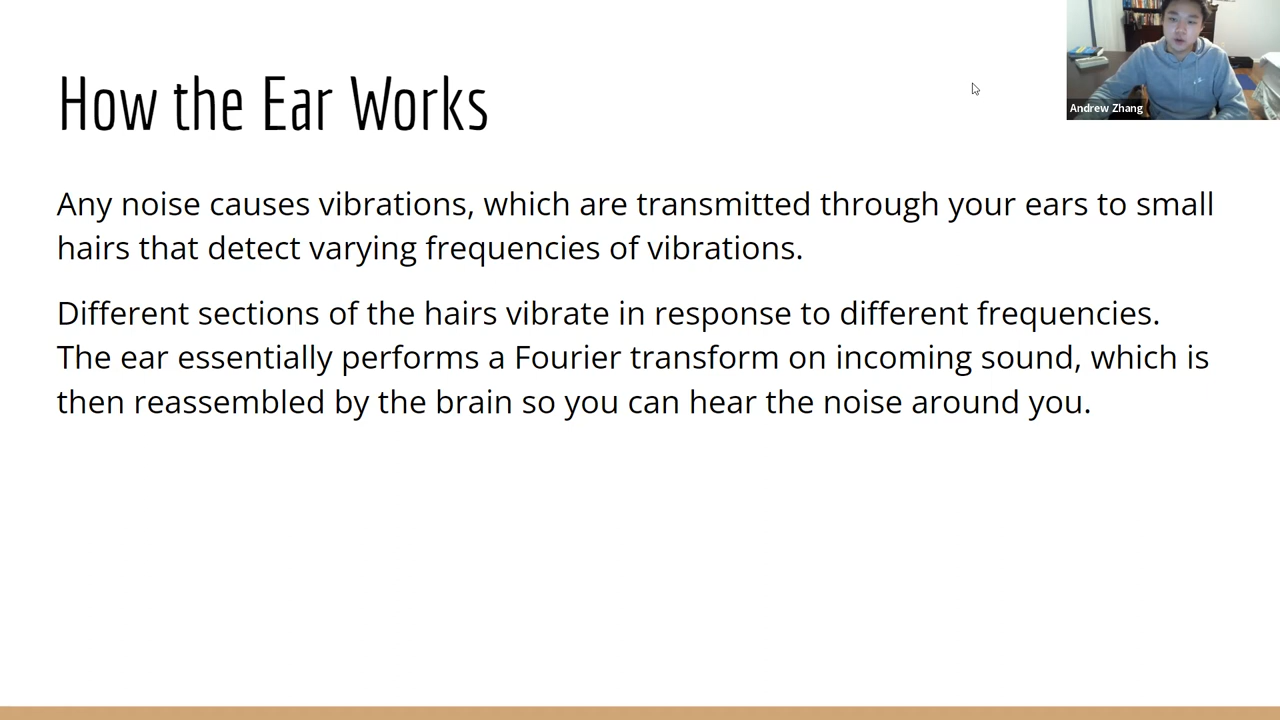 How the Ear Works
Andrew Zhang
Any noise causes vibrations, which are transmitted through your ears to small
hairs that detect varying frequencies of vibrations.
Different sections of the hairs vibrate in response to different frequencies.
The ear essentially performs a Fourier transform on incoming sound, which is
then reassembled by the brain so you can hear the noise around you.